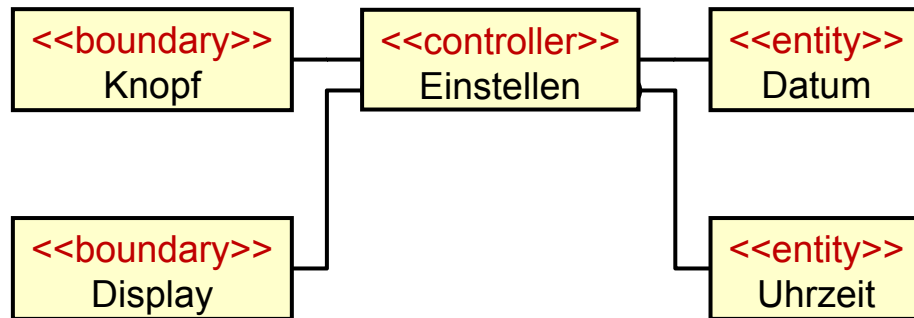 <<boundary>>
Knopf
<<controller>>
Einstellen
<<entity>>
Datum
<<boundary>>
Display
<<entity>>
Uhrzeit